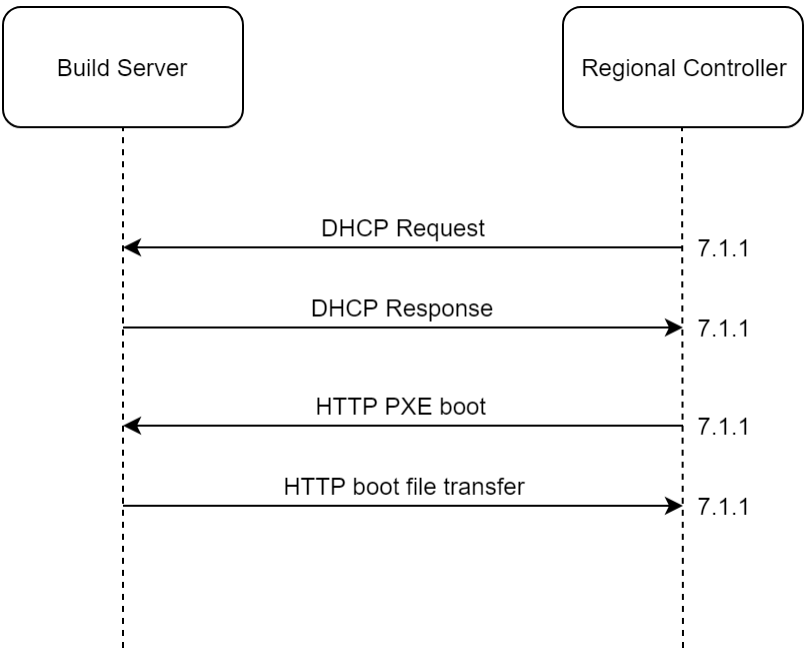 Build Server
Regional Controller
DHCP Request
7.1.1
DHCP Response
7.1.1
HTTP PXE boot
7.1.1
HTTP boot file transfer
7.1.1